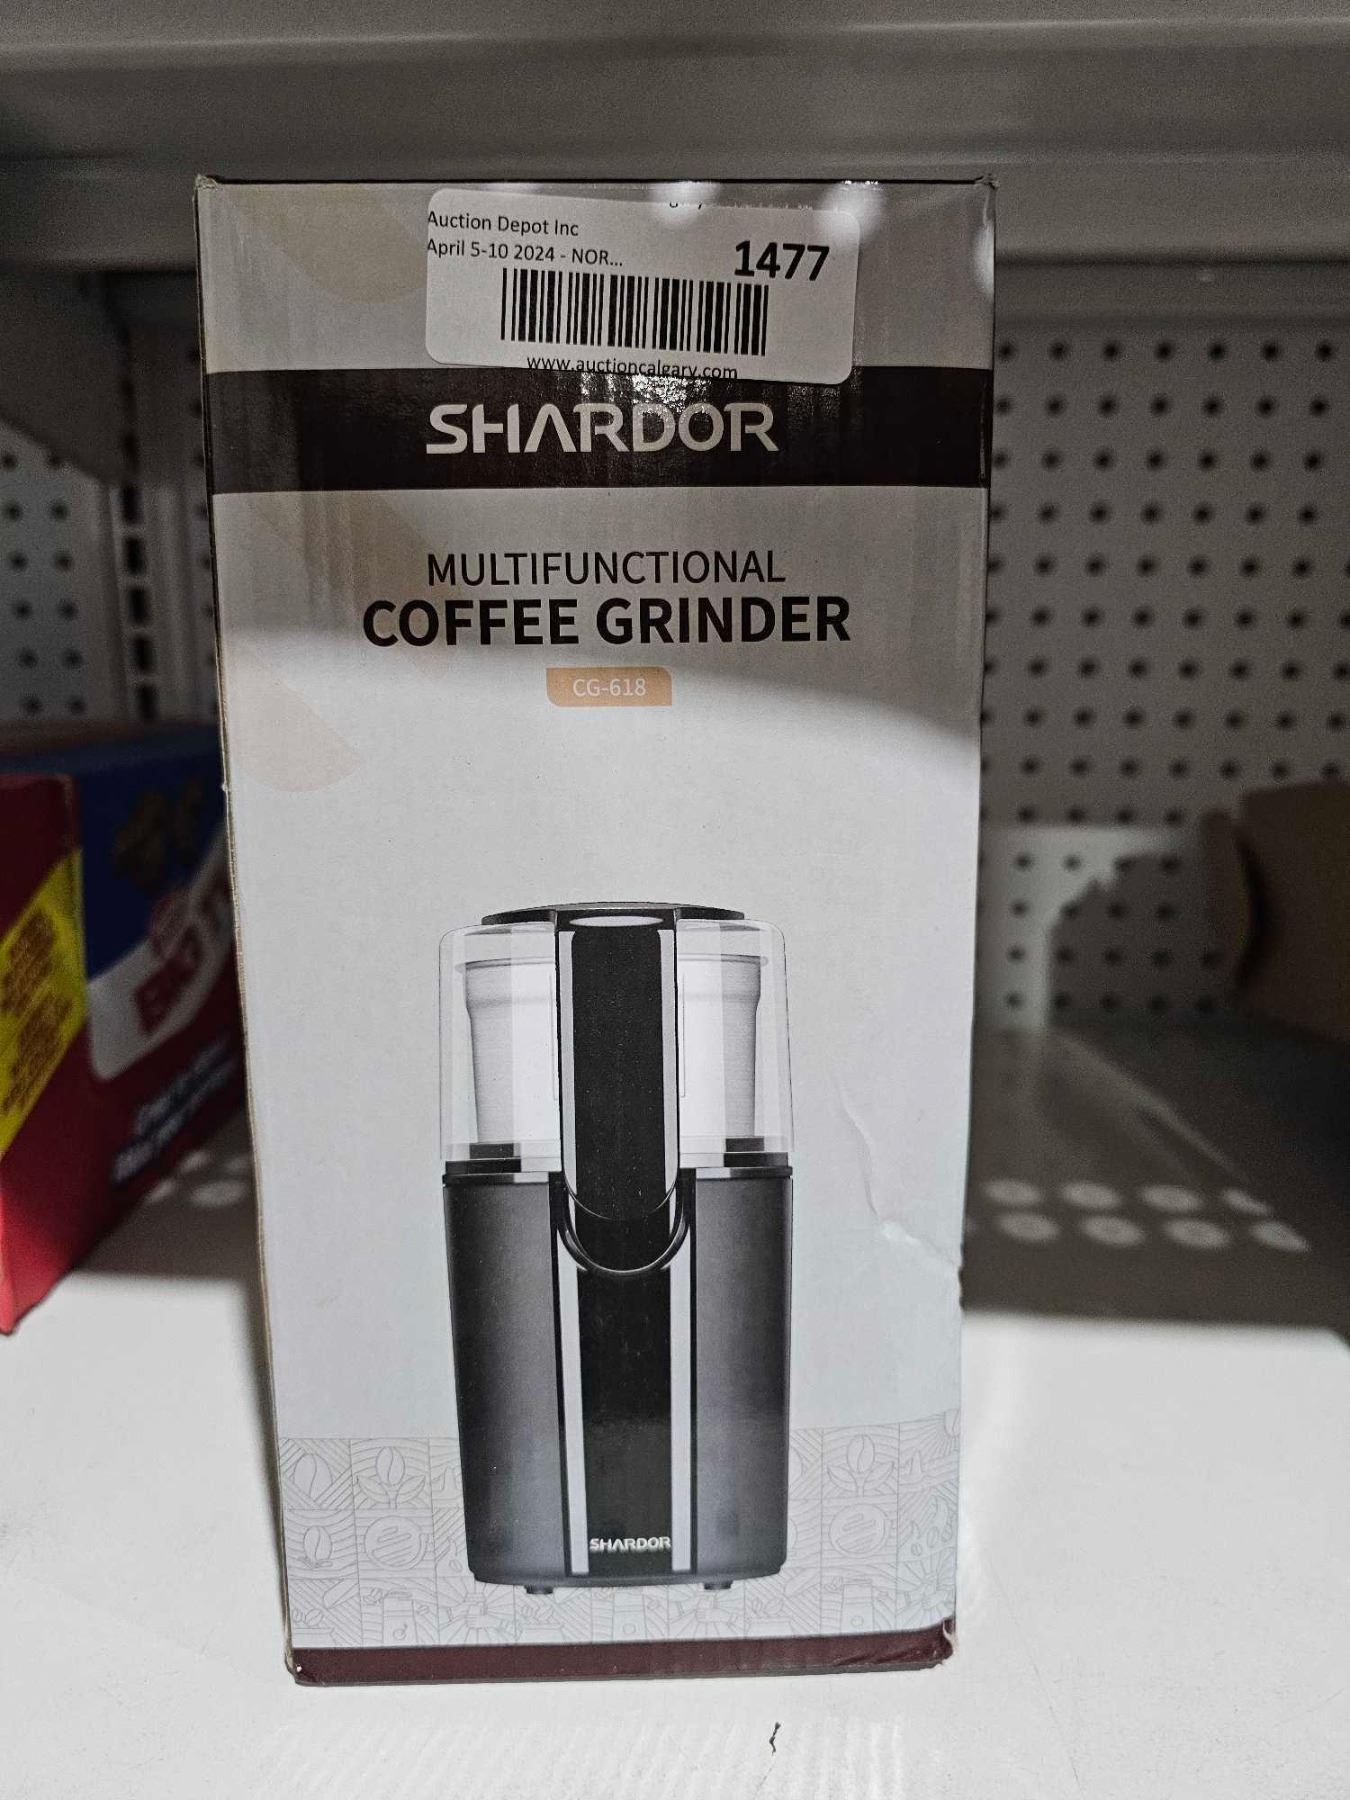 Auction Depot Inc
April 5-10 2024 - NOR...
1477
www.auctioncalgary.com
SHARDOR
MULTIFUNCTIONAL
COFFEE GRINDER
CG-618
SHARDOR